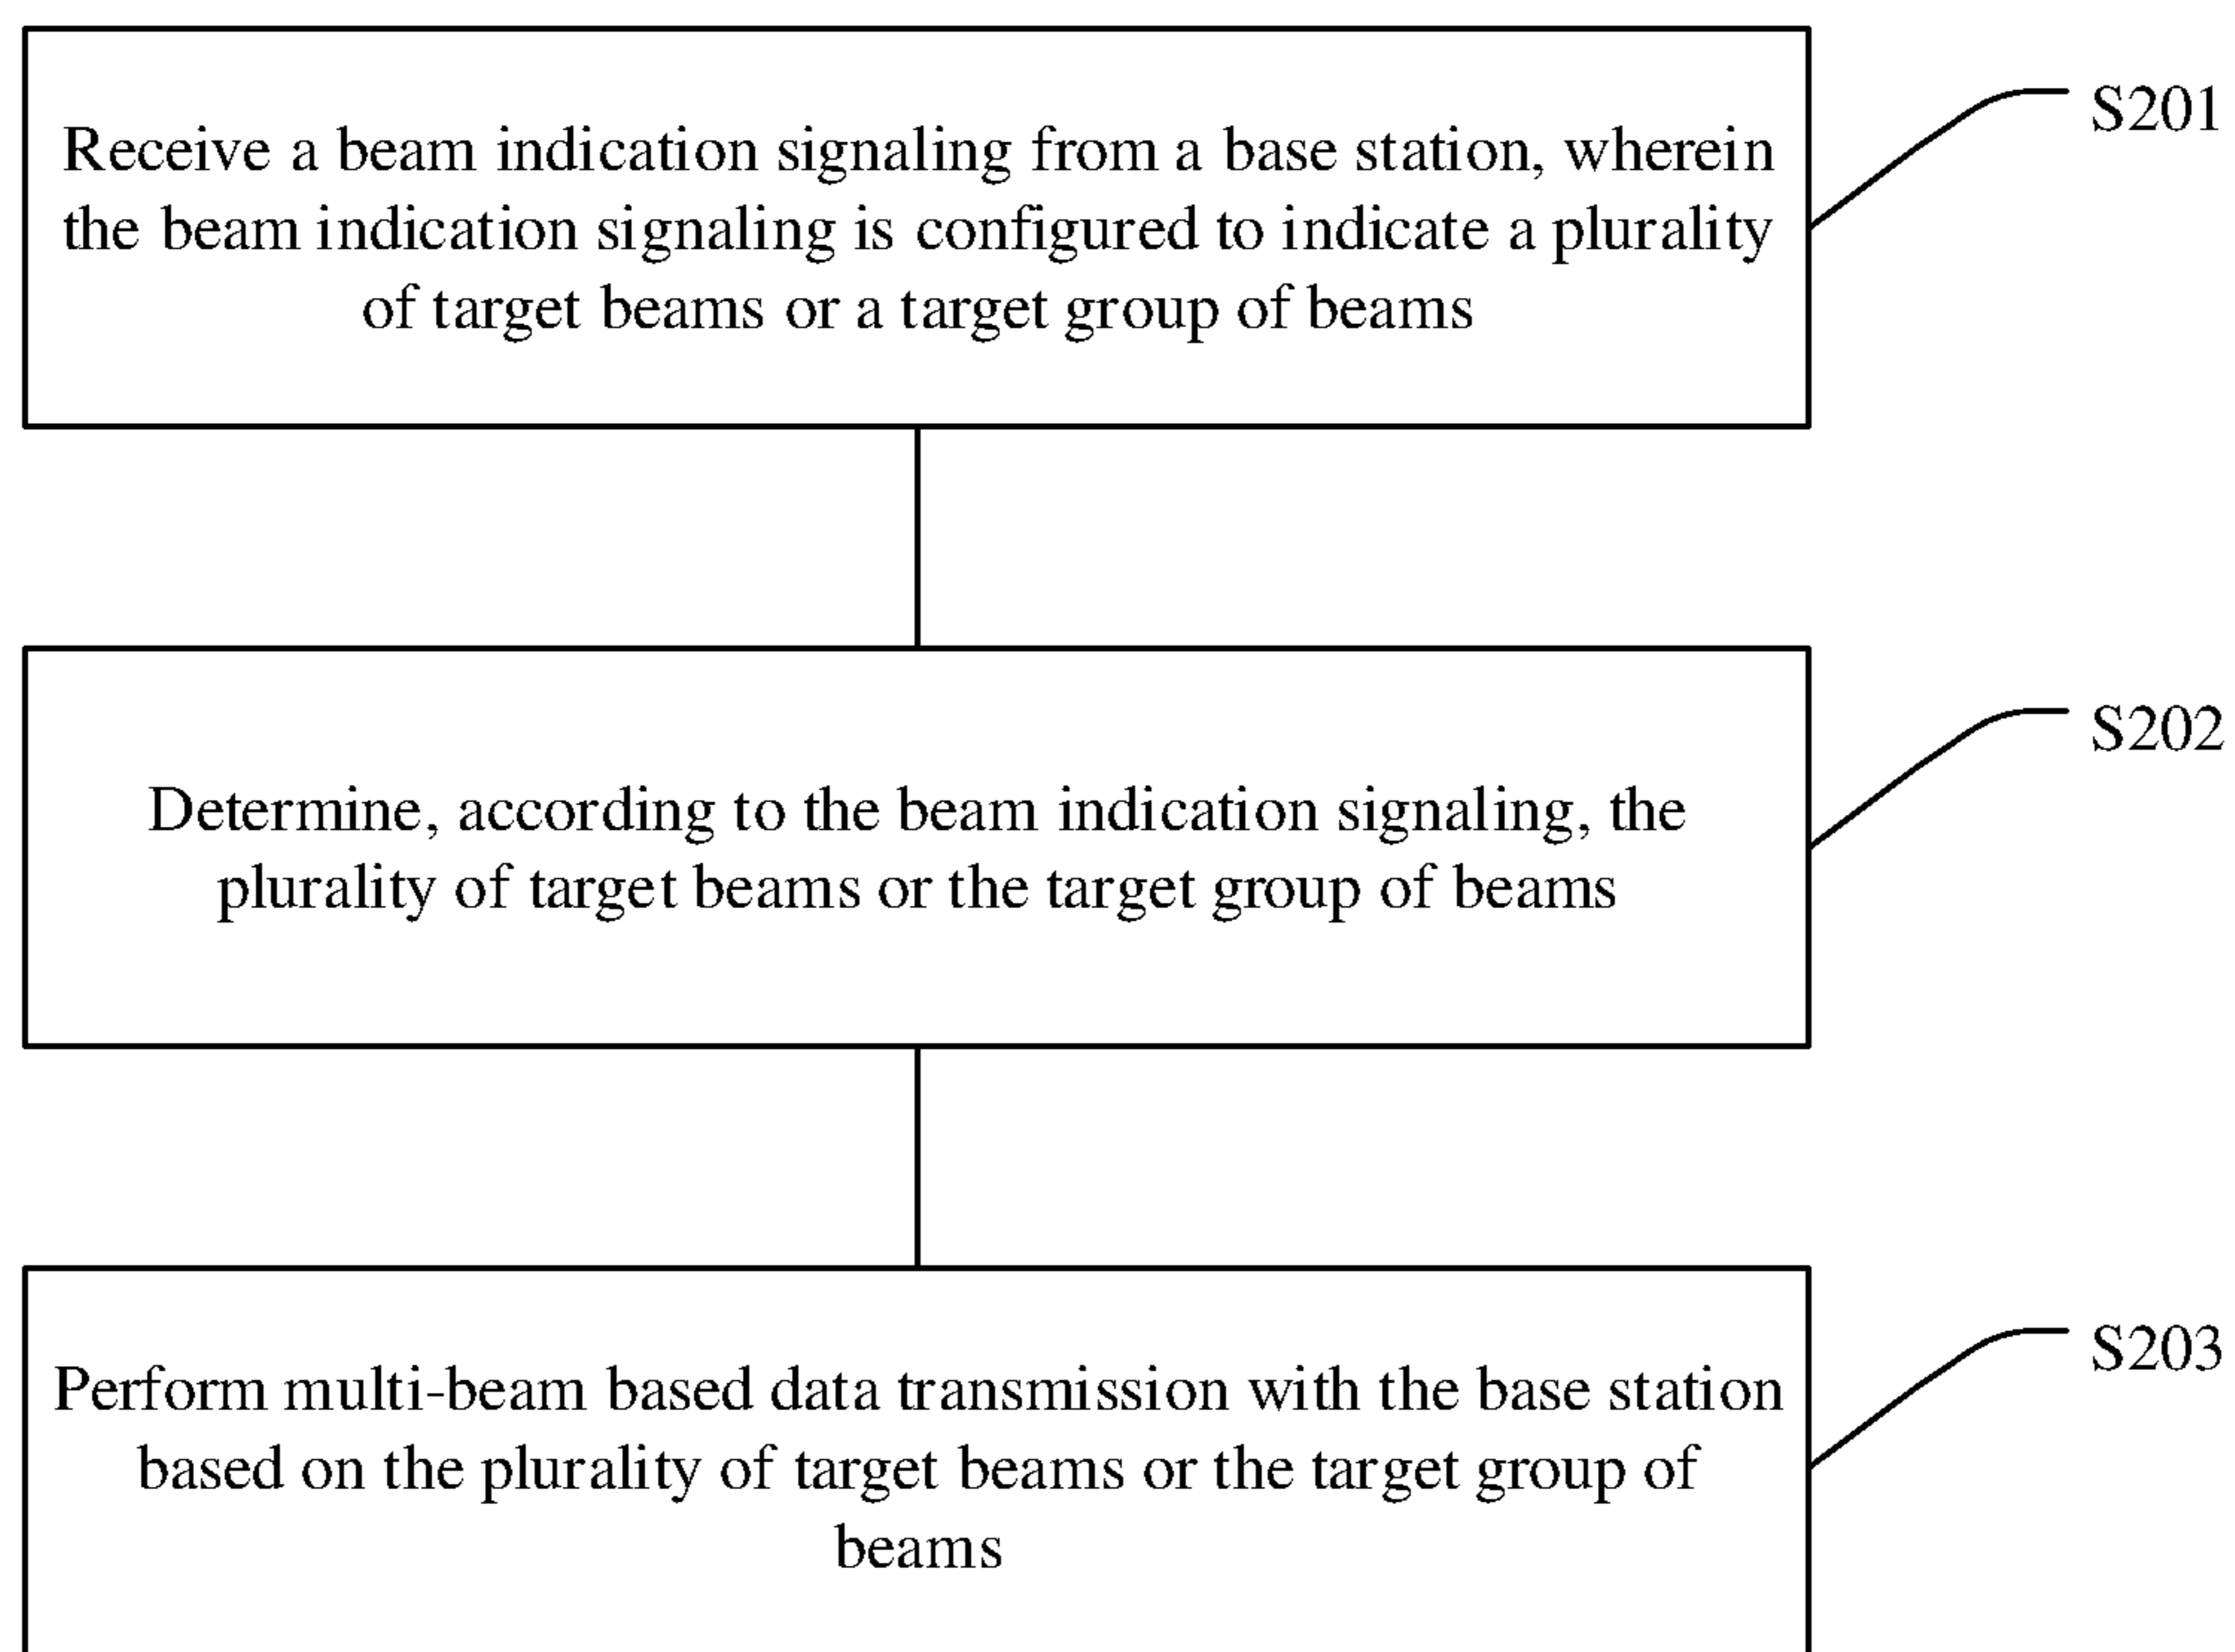 Receive a beam indication signaling from a base station, wherein
the beam indication signaling is configured to indicate a plurality
of target beams or a target group of beams
S201
Determine, according to the beam indication signaling, the
plurality of target beams or the target group of beams
S202
Perform multi-beam based data transmission with the base station
based on the plurality of target beams or the target group of
beams
S203